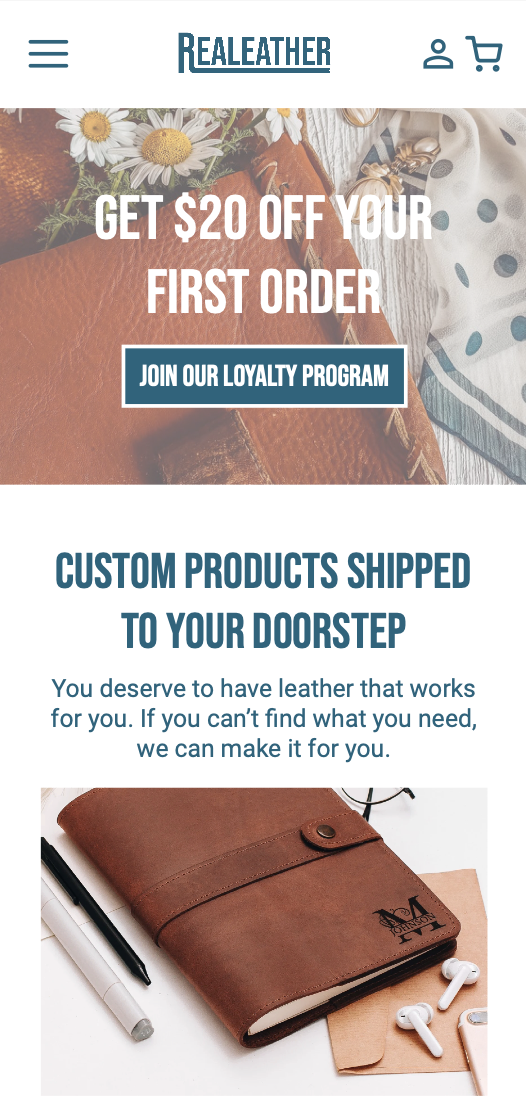 REALEATHER
GET $20 OFF YOUR
FIRST ORDER
JOIN OUR LOYALTY PROGRAM
CUSTOM PRODUCTS SHIPPED
TO YOUR DOORSTEP
You deserve to have leather that works
for you. If you can’t find what you need,
we can make it for you.